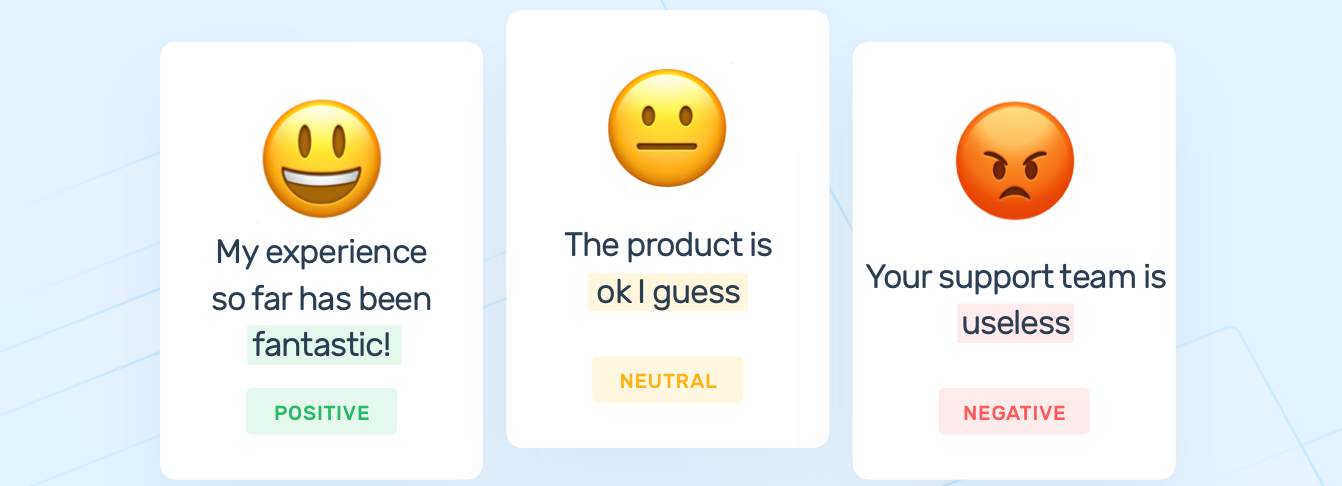 My experience
so far has been
fantastic!
POSITIVE
The product is
ok I guess
NEUTRAL
Your support team is
useless
NEGATIVE